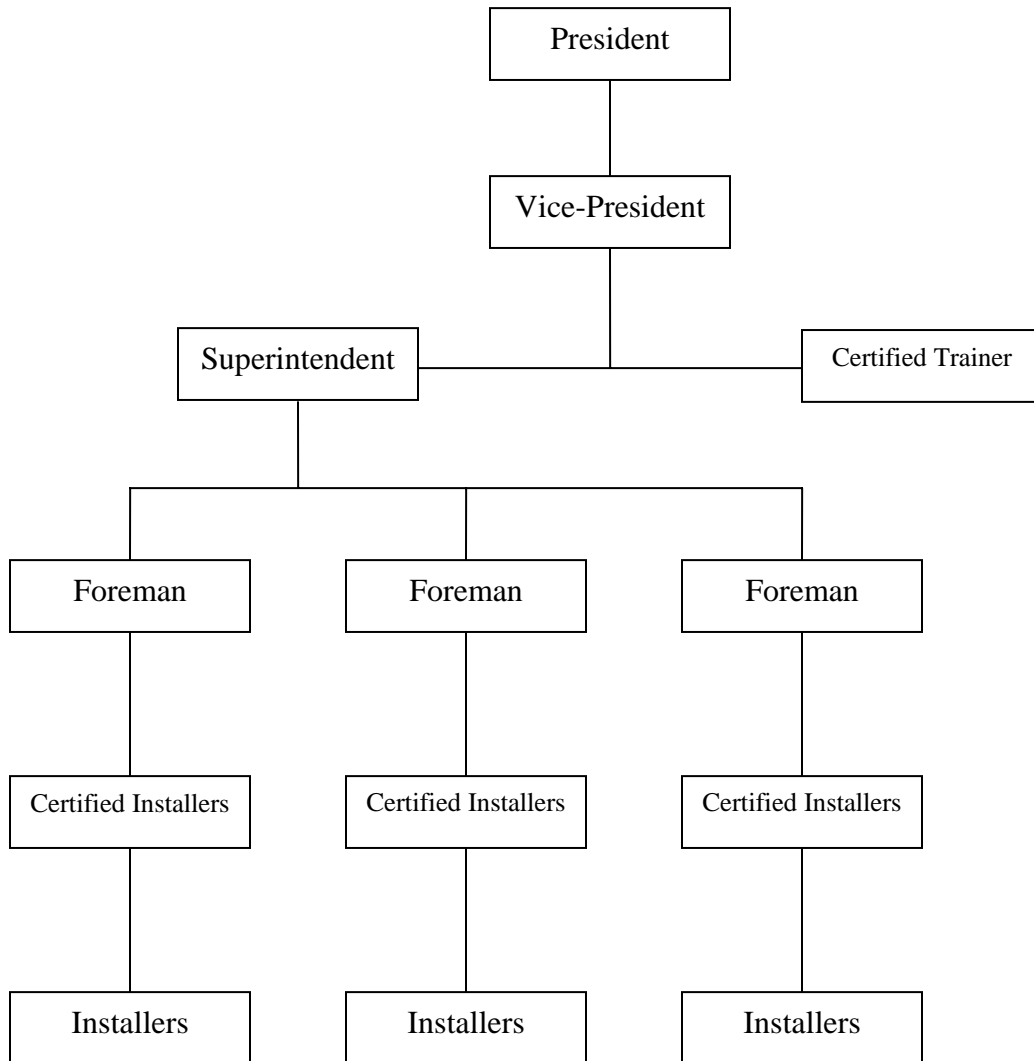 President
Vice-President
Superintendent
Certified Trainer
Foreman
Foreman
Foreman
Certified Installers
Certified Installers
Certified Installers
Installers
Installers
Installers